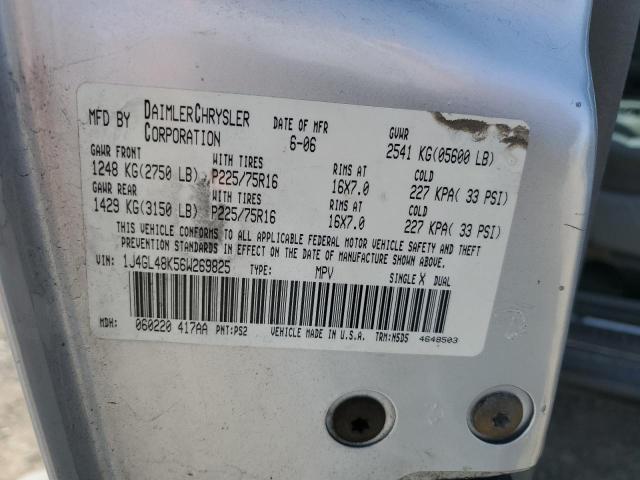 MFD BY DAIMLERCHRYSLER CORPORATION
DATE OF MFR 6-06
GVWR 2541 KG(05600 LB)
GAWR FRONT WITH TIRES RIMS AT COLD
1248 KG(2750 LB) P225/75R16 16X7.0 227 KPA( 33 PSI)
GAWR REAR WITH TIRES RIMS AT COLD
1429 KG(3150 LB) P225/75R16 16X7.0 227 KPA( 33 PSI)
THIS VEHICLE CONFORMS TO ALL APPLICABLE FEDERAL MOTOR VEHICLE SAFETY AND THEFT
PREVENTION STANDARDS IN EFFECT ON THE DATE OF MANUFACTURE SHOWN ABOVE.
VIN: 1J4GL48K56W269825 TYPE: MPV SINGLE X DUAL
MDH: 060220 417AA PNT:PS2 VEHICLE MADE IN U.S.A. TRM:N5D5 4648503